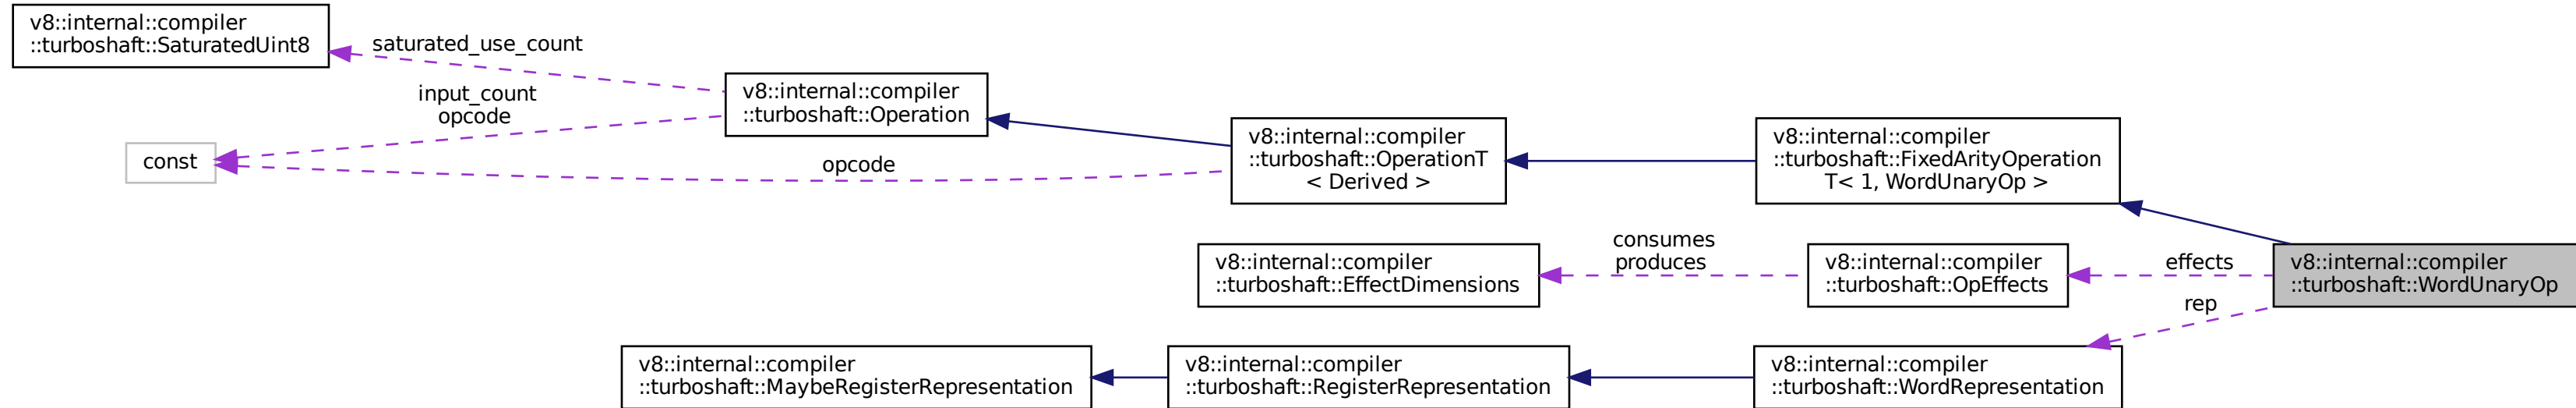 v8::internal::compiler
::turboshaft::SaturatedUint8
saturated_use_count
input_count
opcode
const
v8::internal::compiler
::turboshaft::Operation
opcode
v8::internal::compiler
::turboshaft::OperationT
< Derived >
v8::internal::compiler
::turboshaft::FixedArityOperation
T< 1, WordUnaryOp >
v8::internal::compiler
::turboshaft::EffectDimensions
consumes
produces
v8::internal::compiler
::turboshaft::OpEffects
effects
rep
v8::internal::compiler
::turboshaft::WordUnaryOp
v8::internal::compiler
::turboshaft::MaybeRegisterRepresentation
v8::internal::compiler
::turboshaft::RegisterRepresentation
v8::internal::compiler
::turboshaft::WordRepresentation